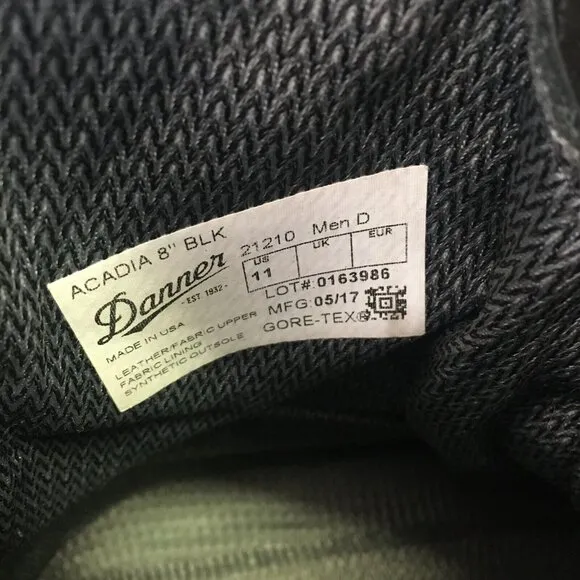 ACADIA 8" BLK
Danner
- EST. 1932 -
MADE IN USA
LEATHER/FABRIC UPPER
FABRIC LINING
SYNTHETIC OUTSOLE
21210 Men D
US UK EUR
11
LOT#: 0163986
MFG: 05/17
GORE-TEX®